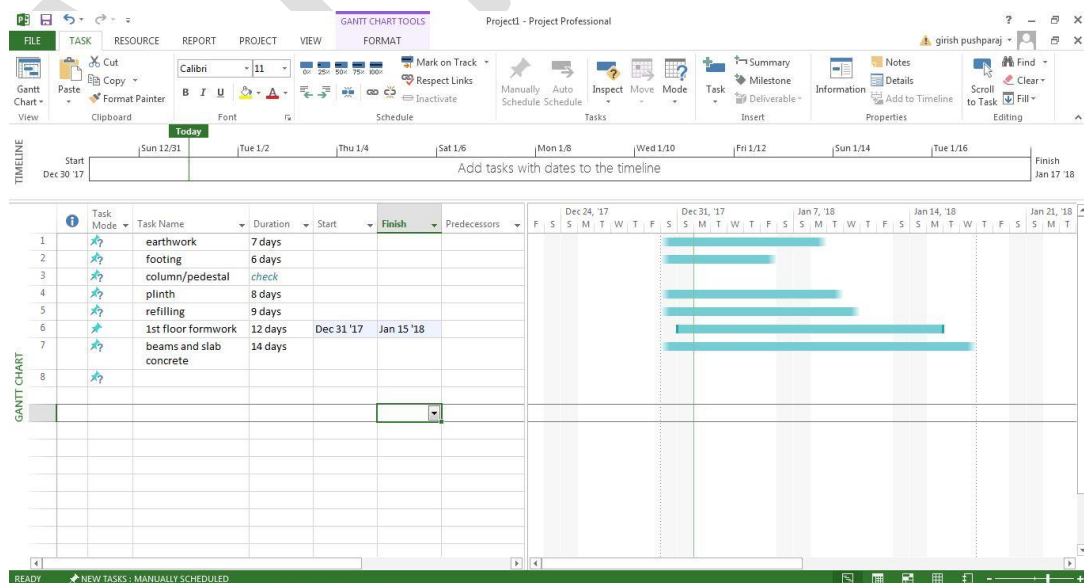 GANTT CHART TOOLS Project1 - Project Professional ?
FILE TASK RESOURCE REPORT PROJECT VIEW FORMAT girish pushparaj
Gantt Chart
Paste
Cut
Copy
Format Painter
Calibri 11
B I U A
0% 25% 50% 75% 100%
Mark on Track
Respect Links
Inactivate
Manually Schedule
Auto Schedule
Inspect
Move
Mode
Task
Summary
Milestone
Deliverable
Information
Notes
Details
Add to Timeline
Scroll to Task
Find
Clear
Fill
View Clipboard Font Schedule Tasks Insert Properties Editing
Today
TIMELINE
Sun 12/31 Tue 1/2 Thu 1/4 Sat 1/6 Mon 1/8 Wed 1/10 Fri 1/12 Sun 1/14 Tue 1/16
Start
Dec 30 '17
Add tasks with dates to the timeline
Finish
Jan 17 '18
GANTT CHART
Task Mode Task Name Duration Start Finish Predecessors
Dec 24, '17 Dec 31, '17 Jan 7, '18 Jan 14, '18 Jan 21, '18
F S S M T W T F S S M T W T F S S M T W T F S S M T W T F S S M T
1 earthwork 7 days
2 footing 6 days
3 column/pedestal check
4 plinth 8 days
5 refilling 9 days
6 1st floor formwork 12 days Dec 31 '17 Jan 15 '18
7 beams and slab concrete 14 days
8
READY NEW TASKS : MANUALLY SCHEDULED